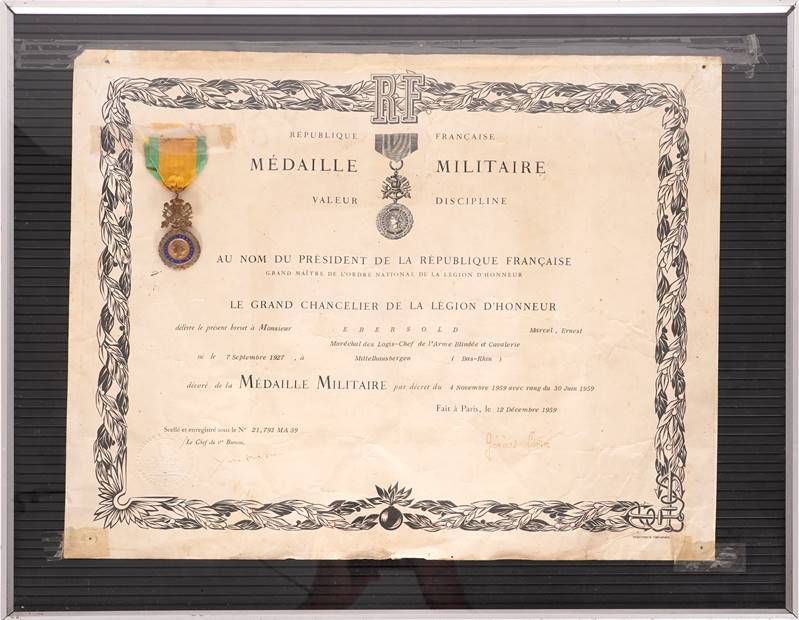 RF
RÉPUBLIQUE FRANÇAISE
MÉDAILLE MILITAIRE
VALEUR DISCIPLINE
AU NOM DU PRÉSIDENT DE LA RÉPUBLIQUE FRANÇAISE
GRAND MAÎTRE DE L'ORDRE NATIONAL DE LA LÉGION D'HONNEUR
LE GRAND CHANCELIER DE LA LÉGION D'HONNEUR
délivre le présent brevet à Monsieur EBERSOLD Marcel, Ernest
Maréchal des Logis-Chef de l'Arme Blindée et Cavalerie
né le 7 Septembre 1927, à Mittelhausbergen (Bas-Rhin)
décoré de la MÉDAILLE MILITAIRE par décret du 4 Novembre 1959 avec rang du 30 Juin 1959
Fait à Paris, le 12 Décembre 1959
Scellé et enregistré sous le N° 21,793 MA 59
Le Chef du 1er Bureau,